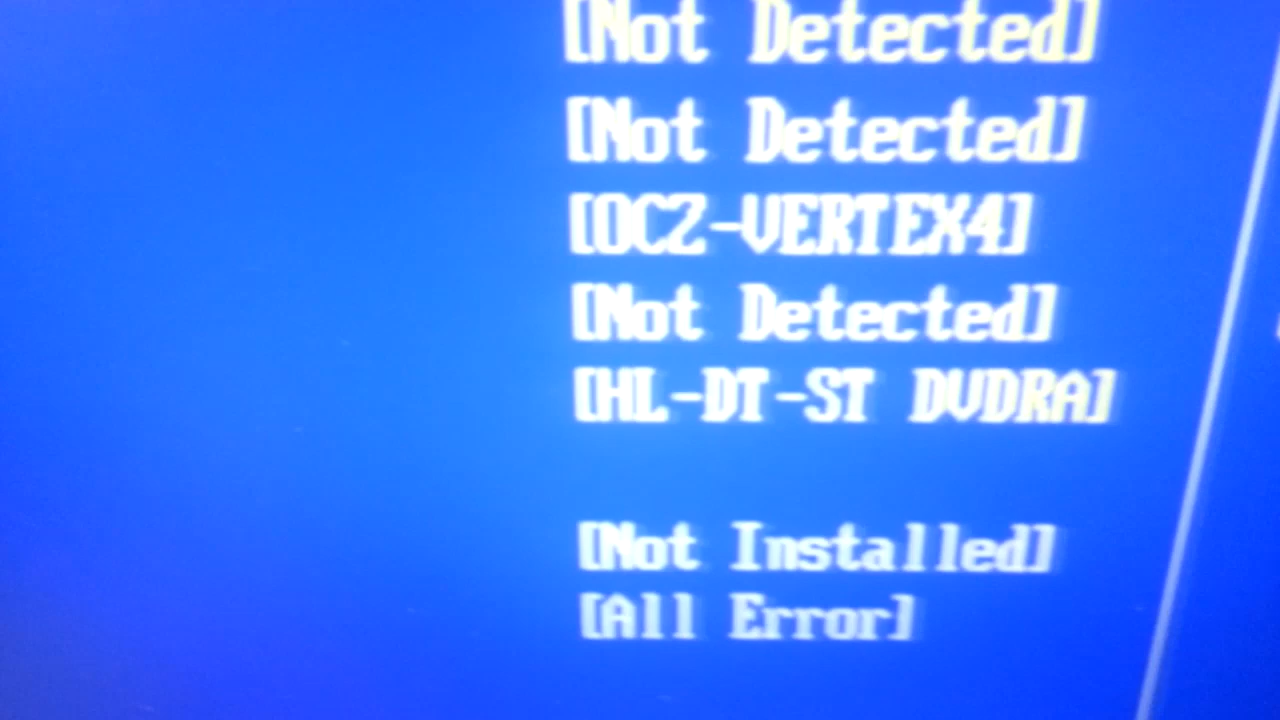 [Not Detected]
[Not Detected]
[OCZ-VERTEX4]
[Not Detected]
[HL-DT-ST DVDRA]
[Not Installed]
[All Error]